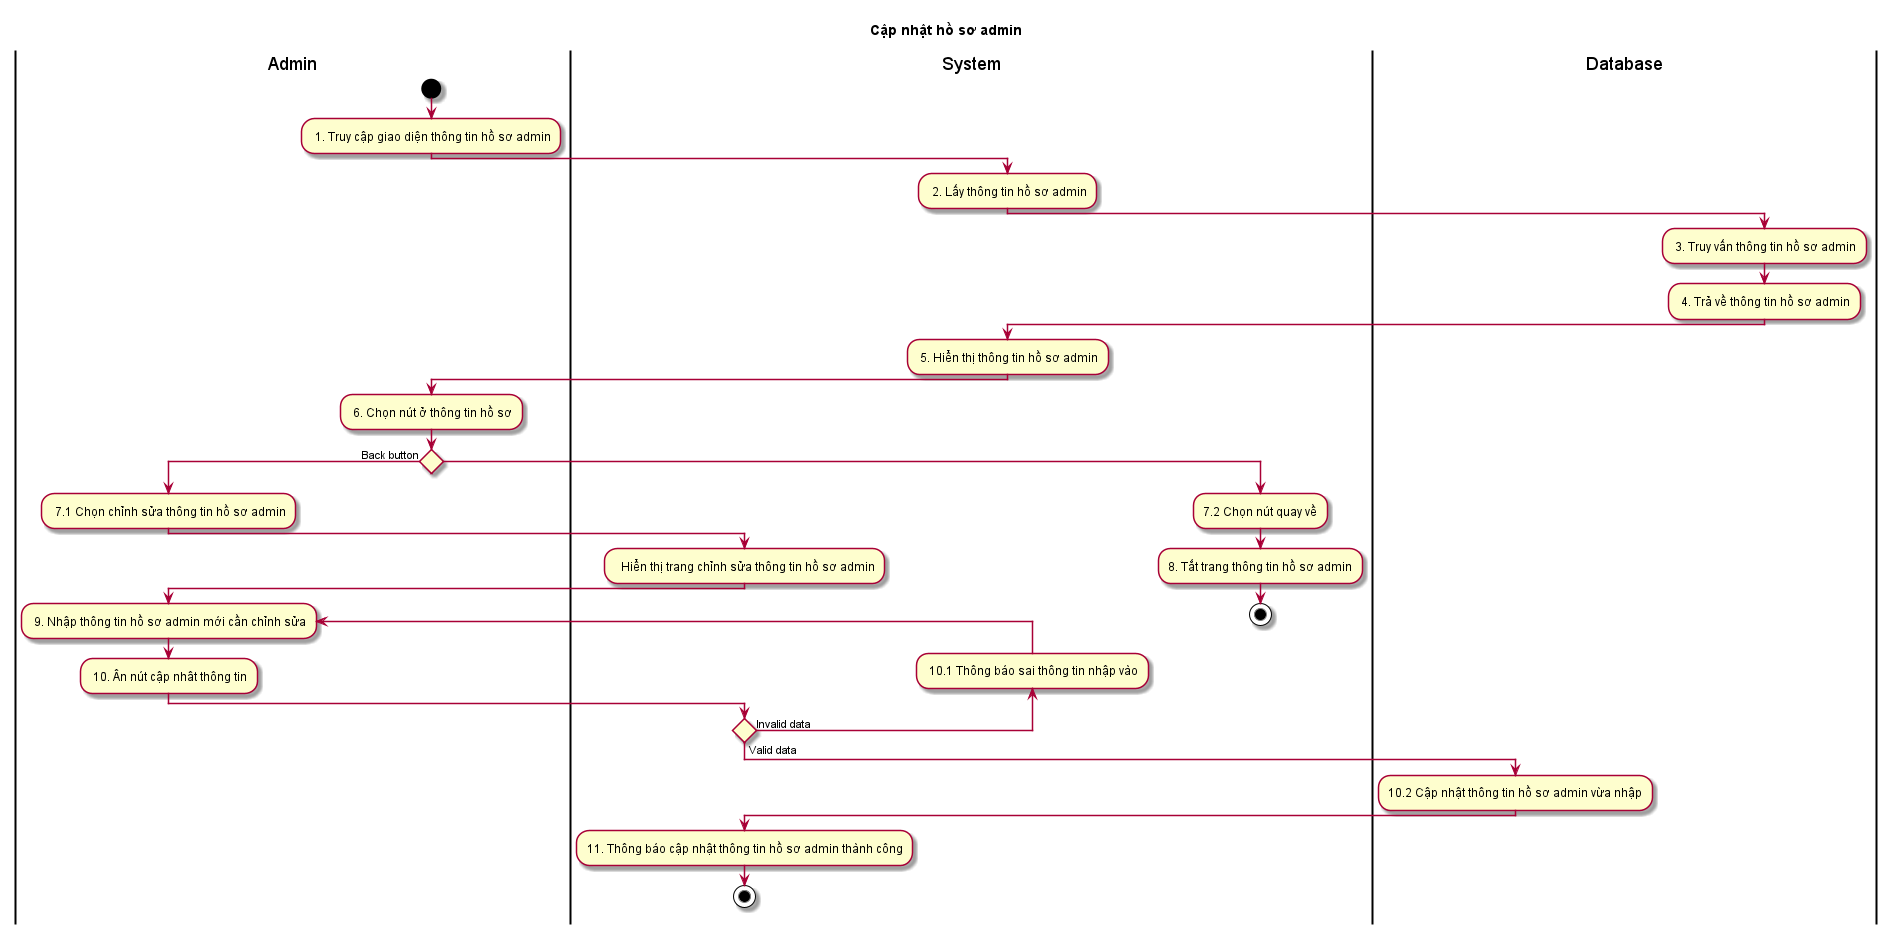 Cập nhật hồ sơ admin
Admin
System
Database
1. Truy cập giao diện thông tin hồ sơ admin
2. Lấy thông tin hồ sơ admin
3. Truy vấn thông tin hồ sơ admin
4. Trả về thông tin hồ sơ admin
5. Hiển thị thông tin hồ sơ admin
6. Chọn nút ở thông tin hồ sơ
Back button
7.1 Chọn chỉnh sửa thông tin hồ sơ admin
7.2 Chọn nút quay về
Hiển thị trang chỉnh sửa thông tin hồ sơ admin
8. Tắt trang thông tin hồ sơ admin
9. Nhập thông tin hồ sơ admin mới cần chỉnh sửa
10. Ân nút cập nhât thông tin
10.1 Thông báo sai thông tin nhập vào
Invalid data
Valid data
10.2 Cập nhật thông tin hồ sơ admin vừa nhập
11. Thông báo cập nhật thông tin hồ sơ admin thành công